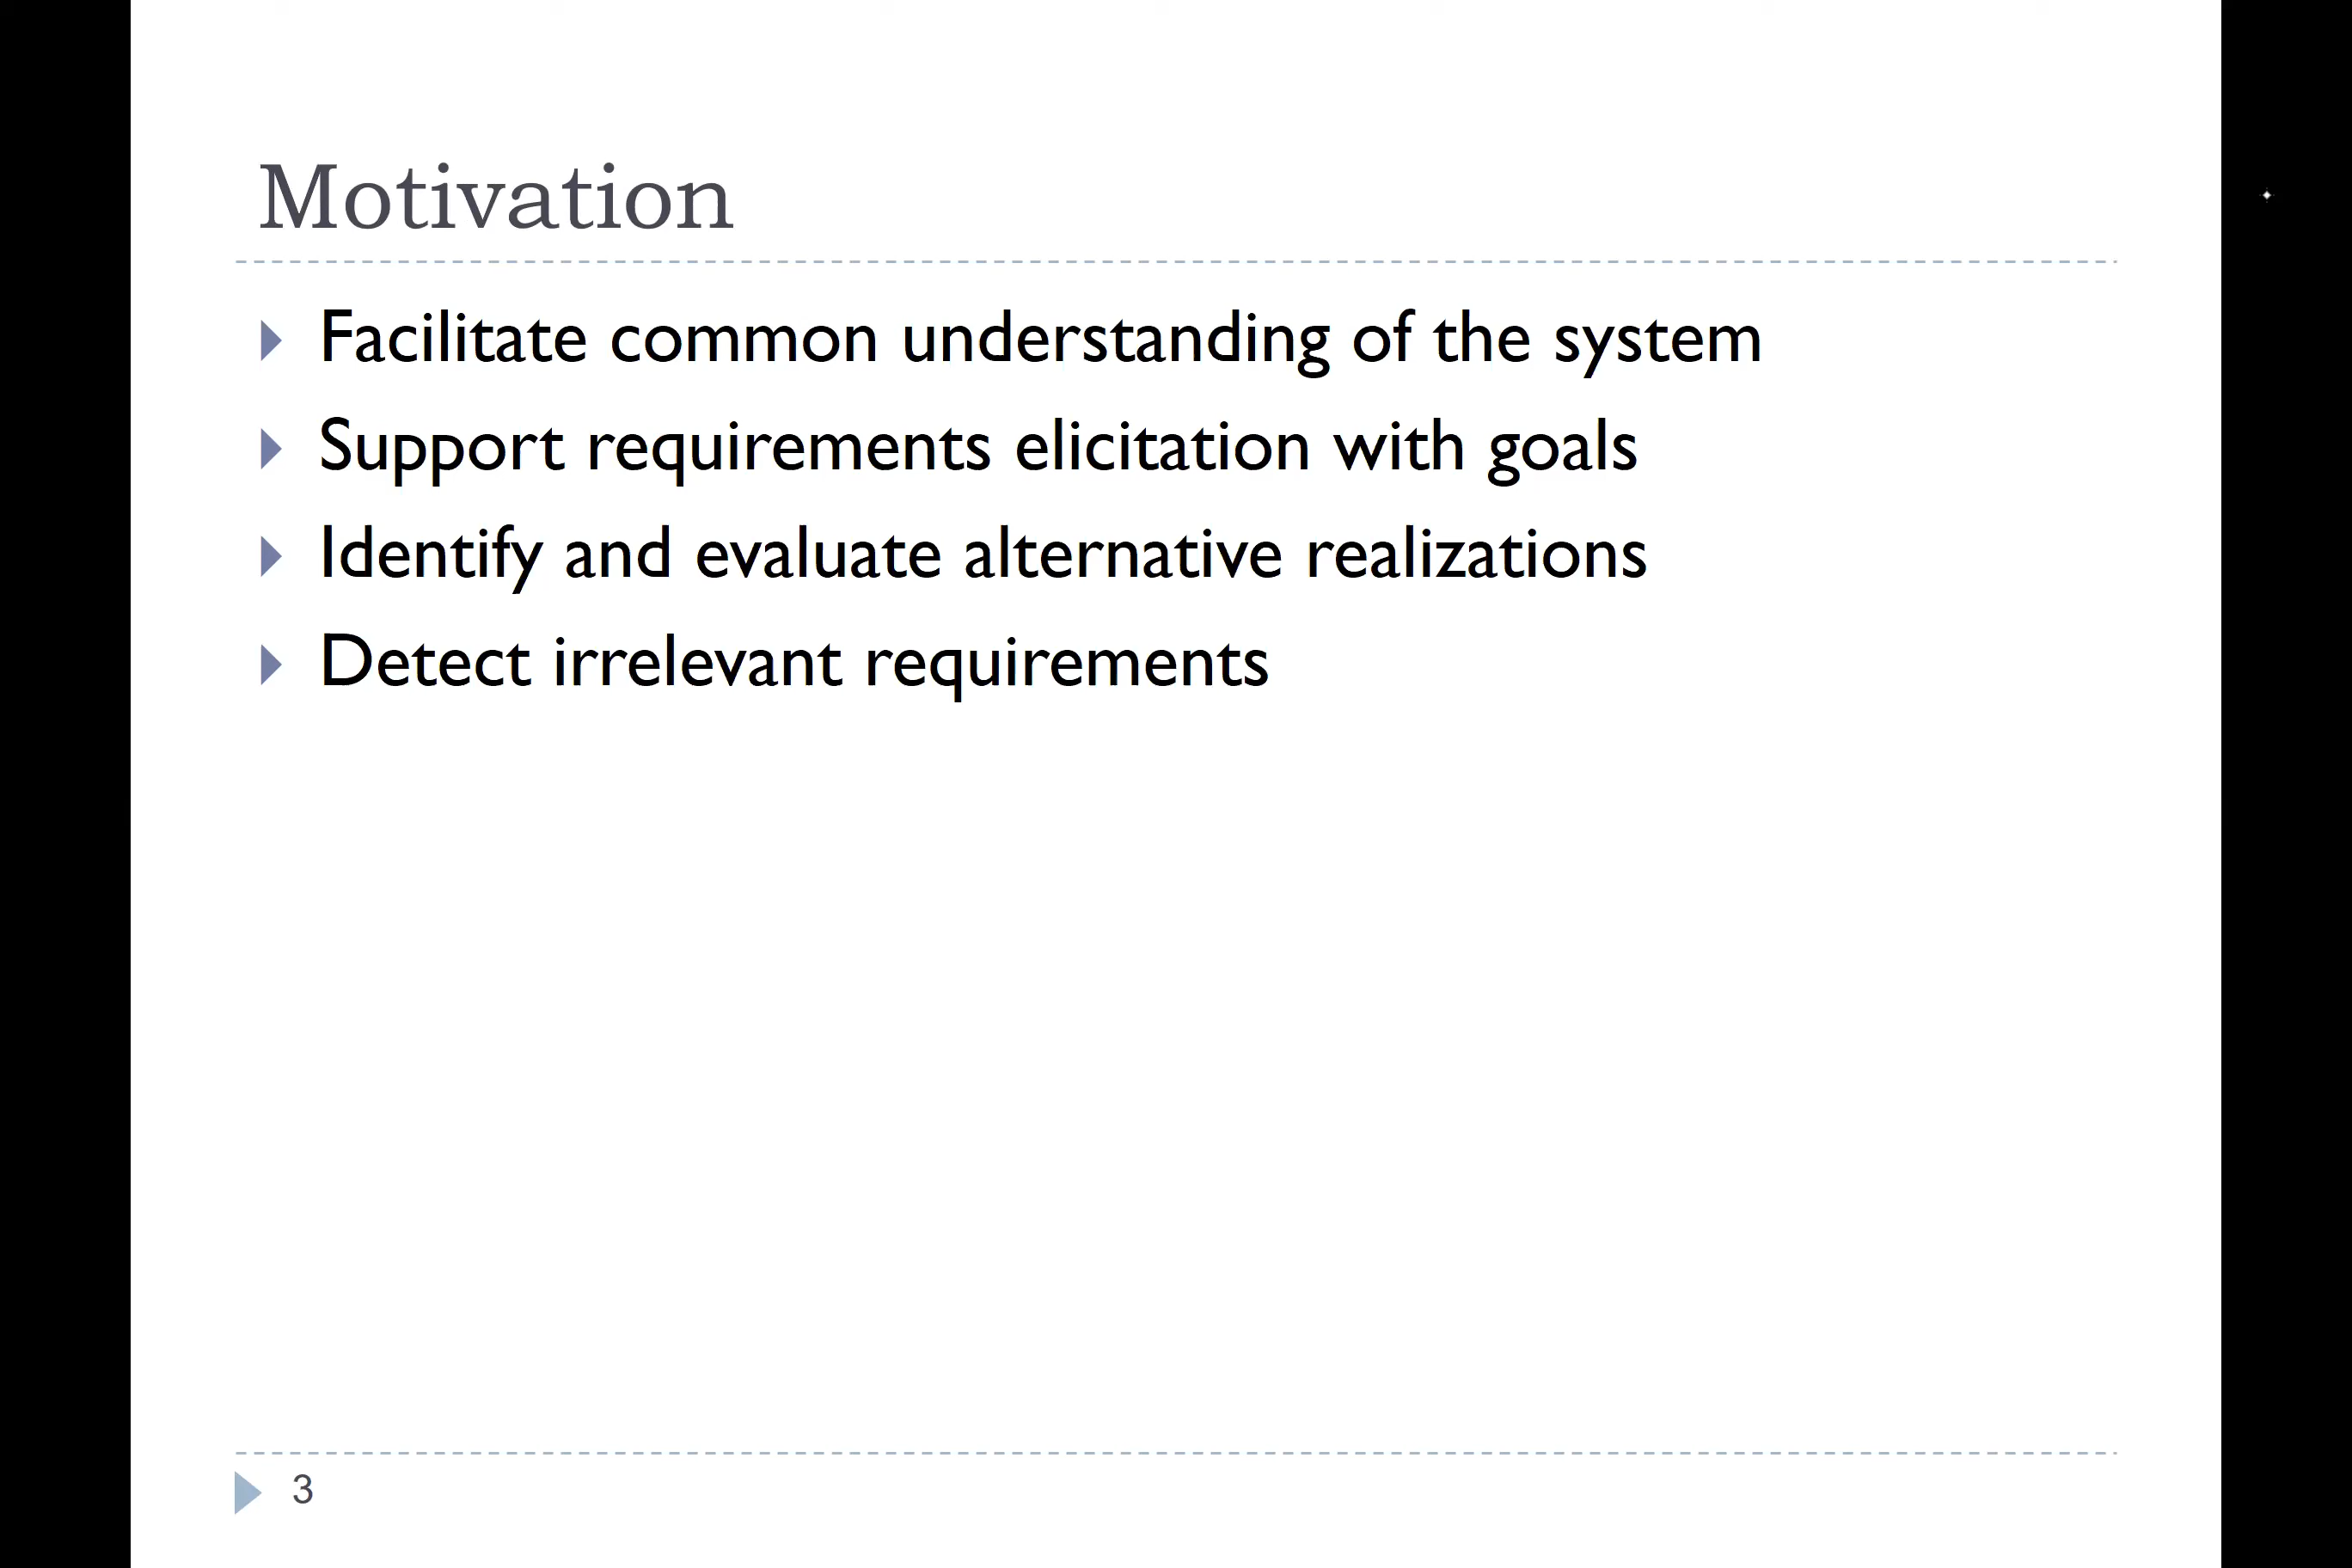 Motivation
Facilitate common understanding of the system
Support requirements elicitation with goals
Identify and evaluate alternative realizations
Detect irrelevant requirements
3